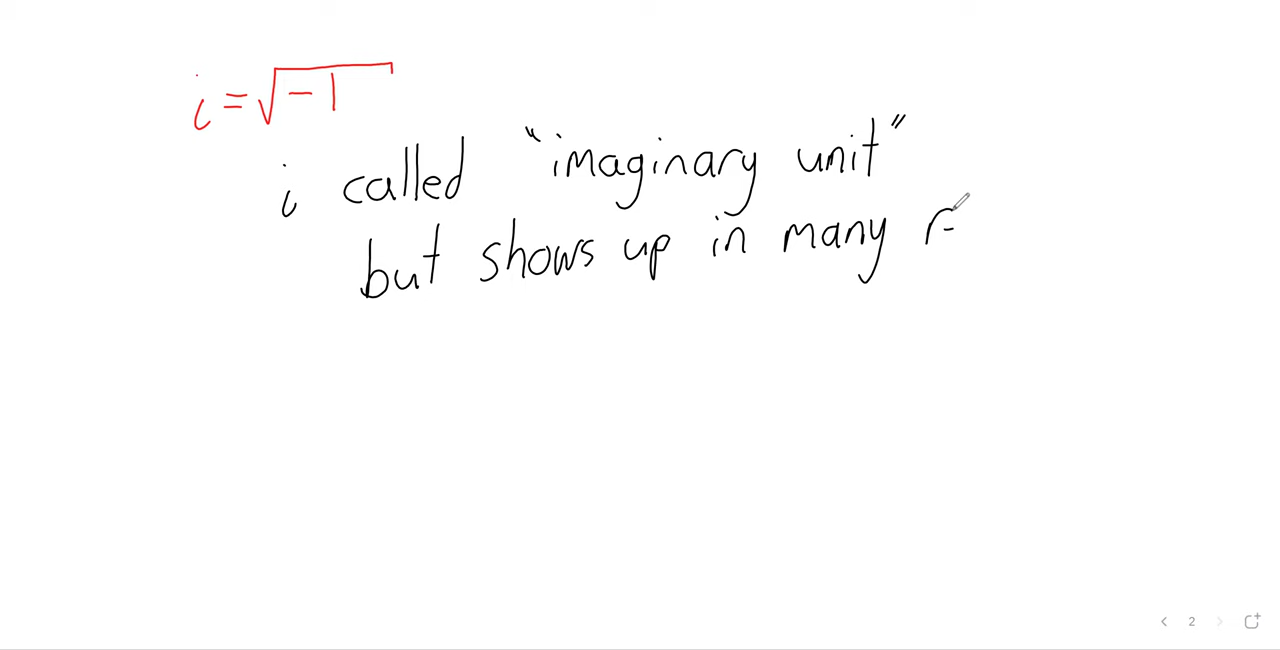 i = √-1
i called "imaginary unit"
but shows up in many r
2